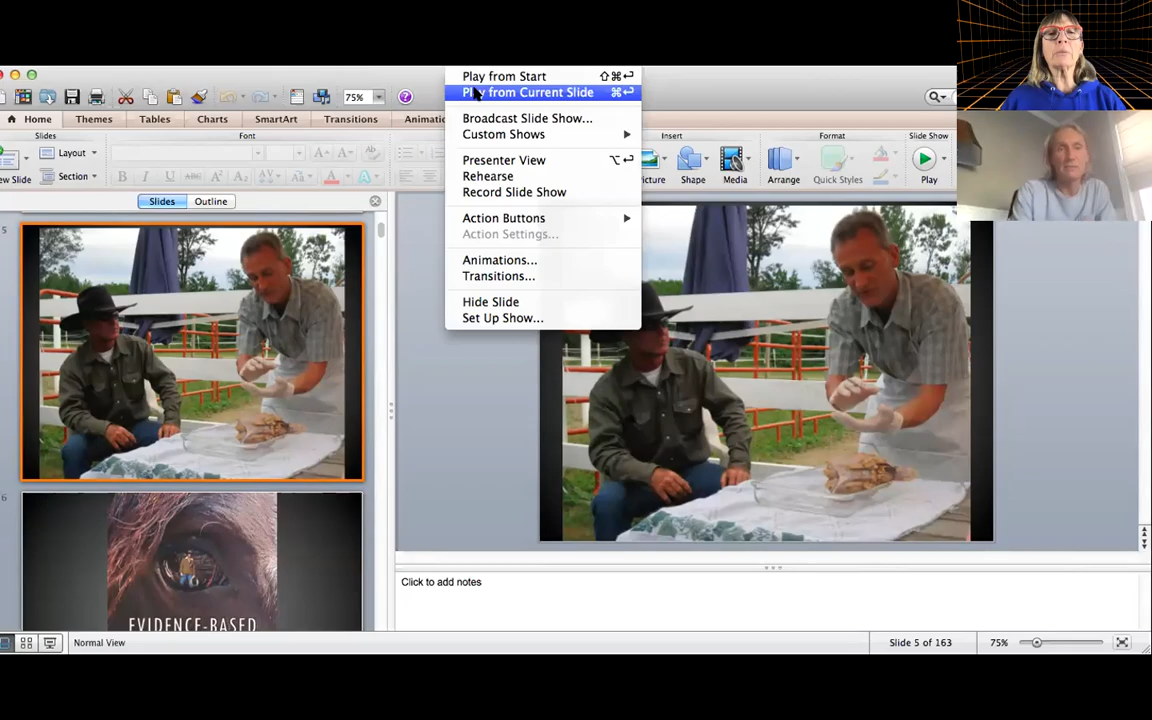 Play from Start ⇧⌘↩
from Current Slide ⌘↩
Broadcast Slide Show...
Custom Shows
Presenter View ⌥↩
Rehearse
Record Slide Show
Action Buttons
Action Settings...
Animations...
Transitions...
Hide Slide
Set Up Show...
75%
Home
Themes
Tables
Charts
SmartArt
Transitions
Slides
Font
Insert
Format
Slide Show
Layout
Section
B I U
Shape
Media
Arrange
Quick Styles
Play
Slides
Outline
5
6
EVIDENCE-BASED
Click to add notes
Normal View
Slide 5 of 163
75%